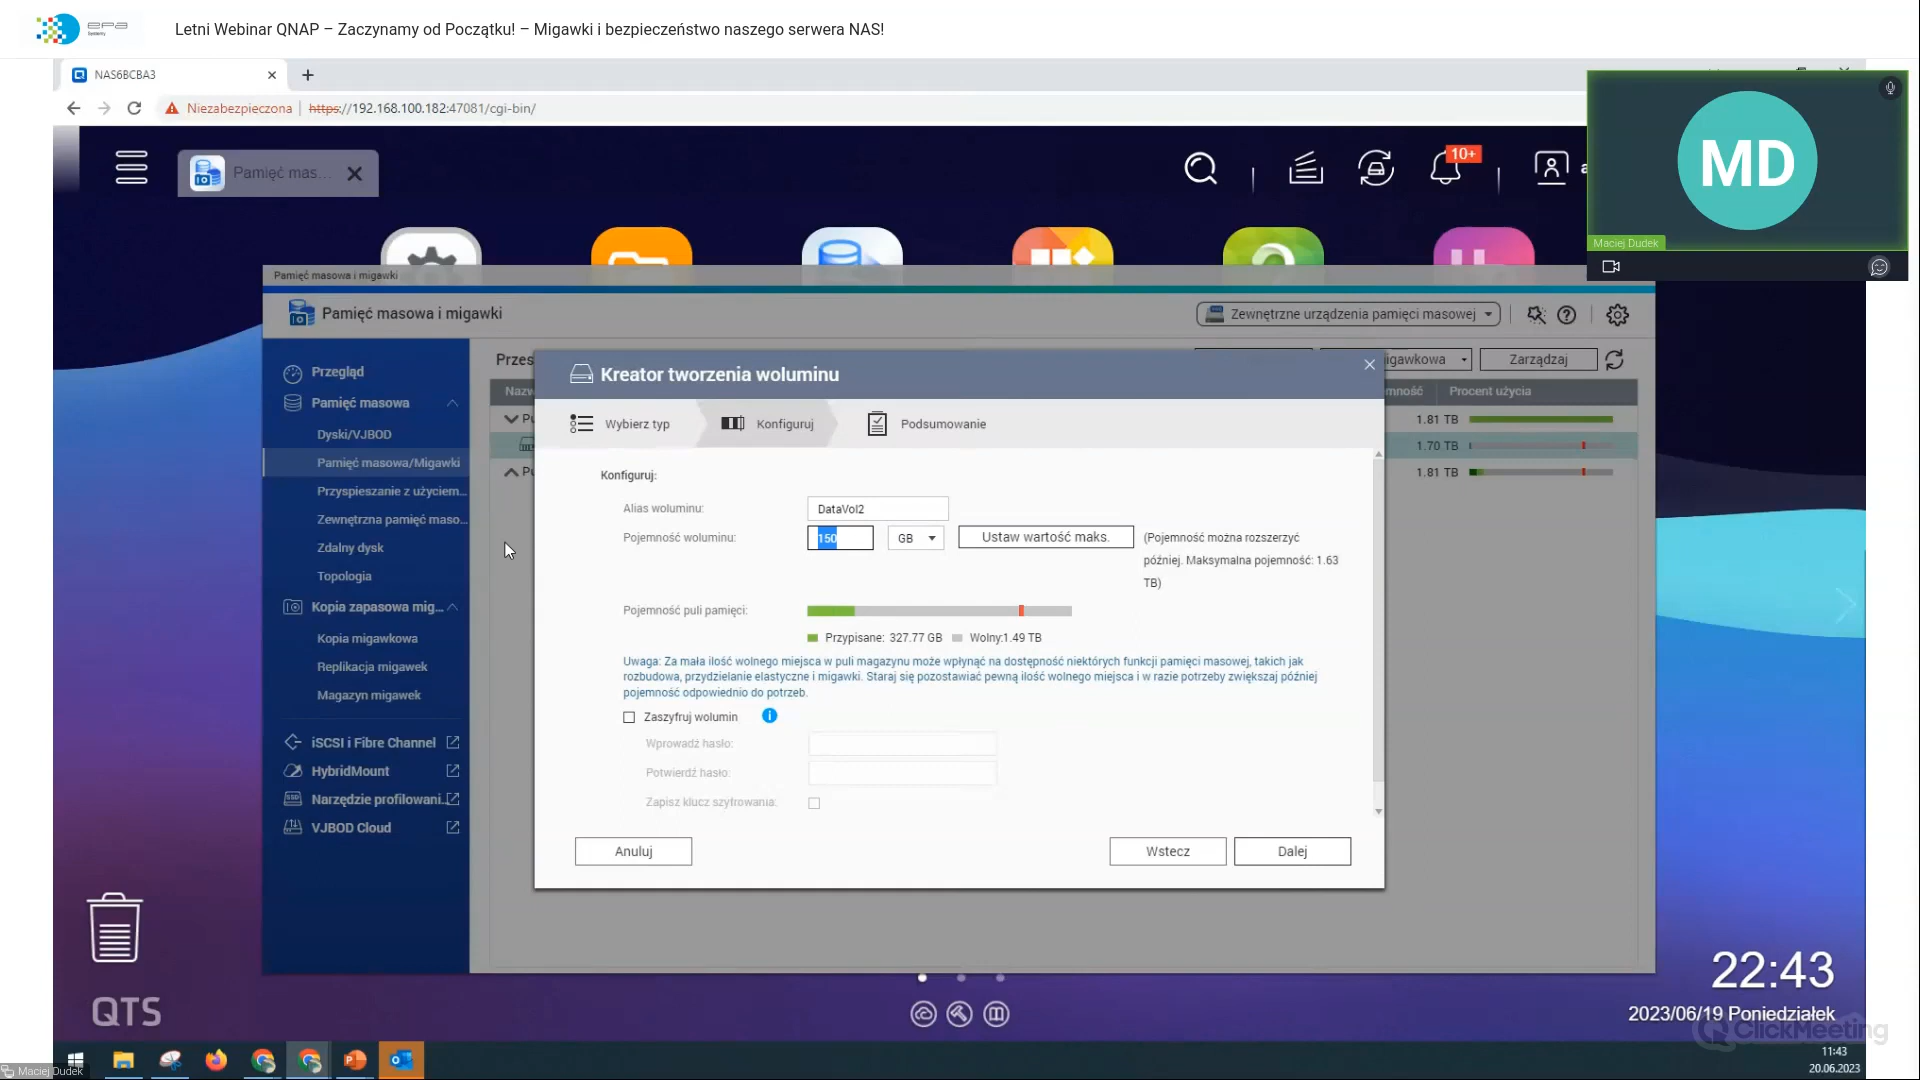 Letni Webinar QNAP – Zaczynamy od Początku! – Migawki i bezpieczeństwo naszego serwera NAS!
NAS6BCBA3
Niezabezpieczona
https://192.168.100.182:47081/cgi-bin/
Pamięć mas...
10+
MD
Maciej Dudek
Pamięć masowa i migawki
Pamięć masowa i migawki
Zewnętrzne urządzenia pamięci masowej
Przegląd
Pamięć masowa
Dyski/VJBOD
Pamięć masowa/Migawki
Przyspieszanie z użyciem...
Zewnętrzna pamięć maso...
Zdalny dysk
Topologia
Kopia zapasowa mig...
Kopia migawkowa
Replikacja migawek
Magazyn migawek
iSCSI i Fibre Channel
HybridMount
Narzędzie profilowani...
VJBOD Cloud
Przes
igawkowa
Zarządzaj
Nazw
mność
Procent użycia
Pu
1.81 TB
1.70 TB
Pu
1.81 TB
Kreator tworzenia woluminu
Wybierz typ
Konfiguruj
Podsumowanie
Konfiguruj:
Alias woluminu:
DataVol2
Pojemność woluminu:
150
GB
Ustaw wartość maks.
(Pojemność można rozszerzyć
później. Maksymalna pojemność: 1.63
TB)
Pojemność puli pamięci:
Przypisane: 327.77 GB
Wolny:1.49 TB
Uwaga: Za mała ilość wolnego miejsca w puli magazynu może wpłynąć na dostępność niektórych funkcji pamięci masowej, takich jak
rozbudowa, przydzielanie elastyczne i migawki. Staraj się pozostawiać pewną ilość wolnego miejsca i w razie potrzeby zwiększaj później
pojemność odpowiednio do potrzeb.
Zaszyfruj wolumin
Wprowadź hasło:
Potwierdź hasło:
Zapisz klucz szyfrowania:
Anuluj
Wstecz
Dalej
QTS
22:43
2023/06/19 Poniedziałek
ClickMeeting
11:43
20.06.2023
Maciej Dudek